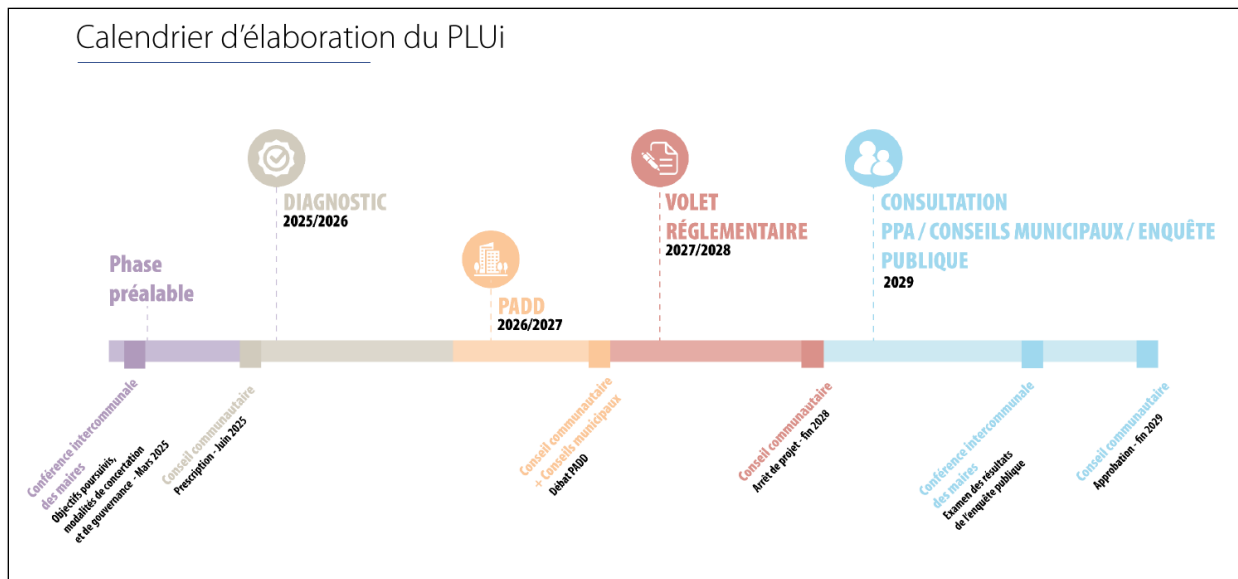 Calendrier d’élaboration du PLUi
DIAGNOSTIC
2025/2026
VOLET
RÉGLEMENTAIRE
2027/2028
CONSULTATION
PPA / CONSEILS MUNICIPAUX / ENQUÊTE
PUBLIQUE
2029
Phase
préalable
PADD
2026/2027
Conférence intercommunale
des maires
Objectifs poursuivis,
modalités de concertation
et de gouvernance - Mars 2025
Conseil communautaire
Prescription - Juin 2025
Conseil communautaire
+ Conseils municipaux
Débat PADD
Conseil communautaire
Arrêt de projet - fin 2028
Conférence intercommunale
des maires
Examen des résultats
de l’enquête publique
Conseil communautaire
Approbation - fin 2029